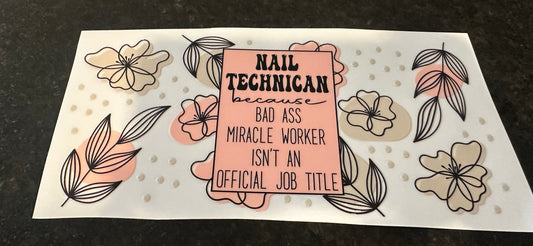 NAIL
TECHNICAN
because
BAD ASS
MIRACLE WORKER
ISN'T AN
OFFICIAL JOB TITLE